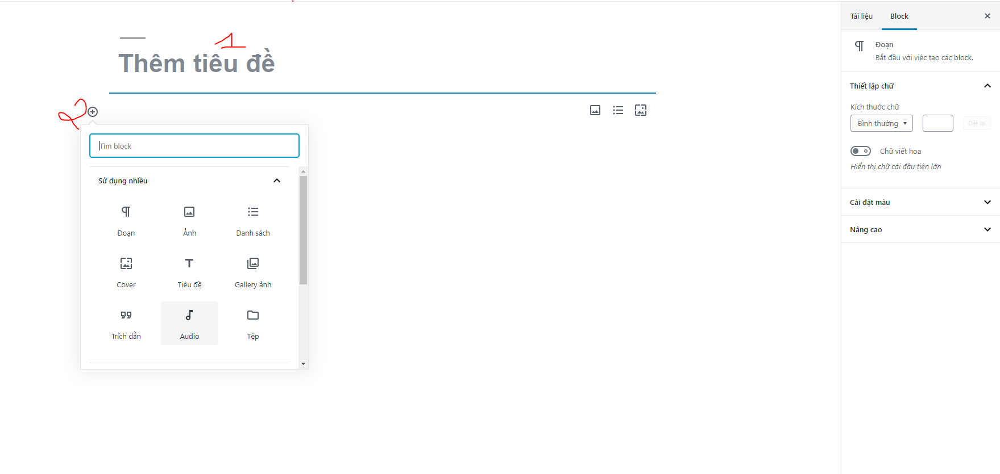 1
Thêm tiêu đề
2
Tìm block
Sử dụng nhiều
Đoạn
Ảnh
Danh sách
Cover
Tiêu đề
Gallery ảnh
Trích dẫn
Audio
Tệp
Tài liệu
Block
Đoạn
Bắt đầu với việc tạo các block.
Thiết lập chữ
Kích thước chữ
Bình thường
Đặt lại
Chữ viết hoa
Hiển thị chữ cái đầu tiên lớn
Cài đặt màu
Nâng cao